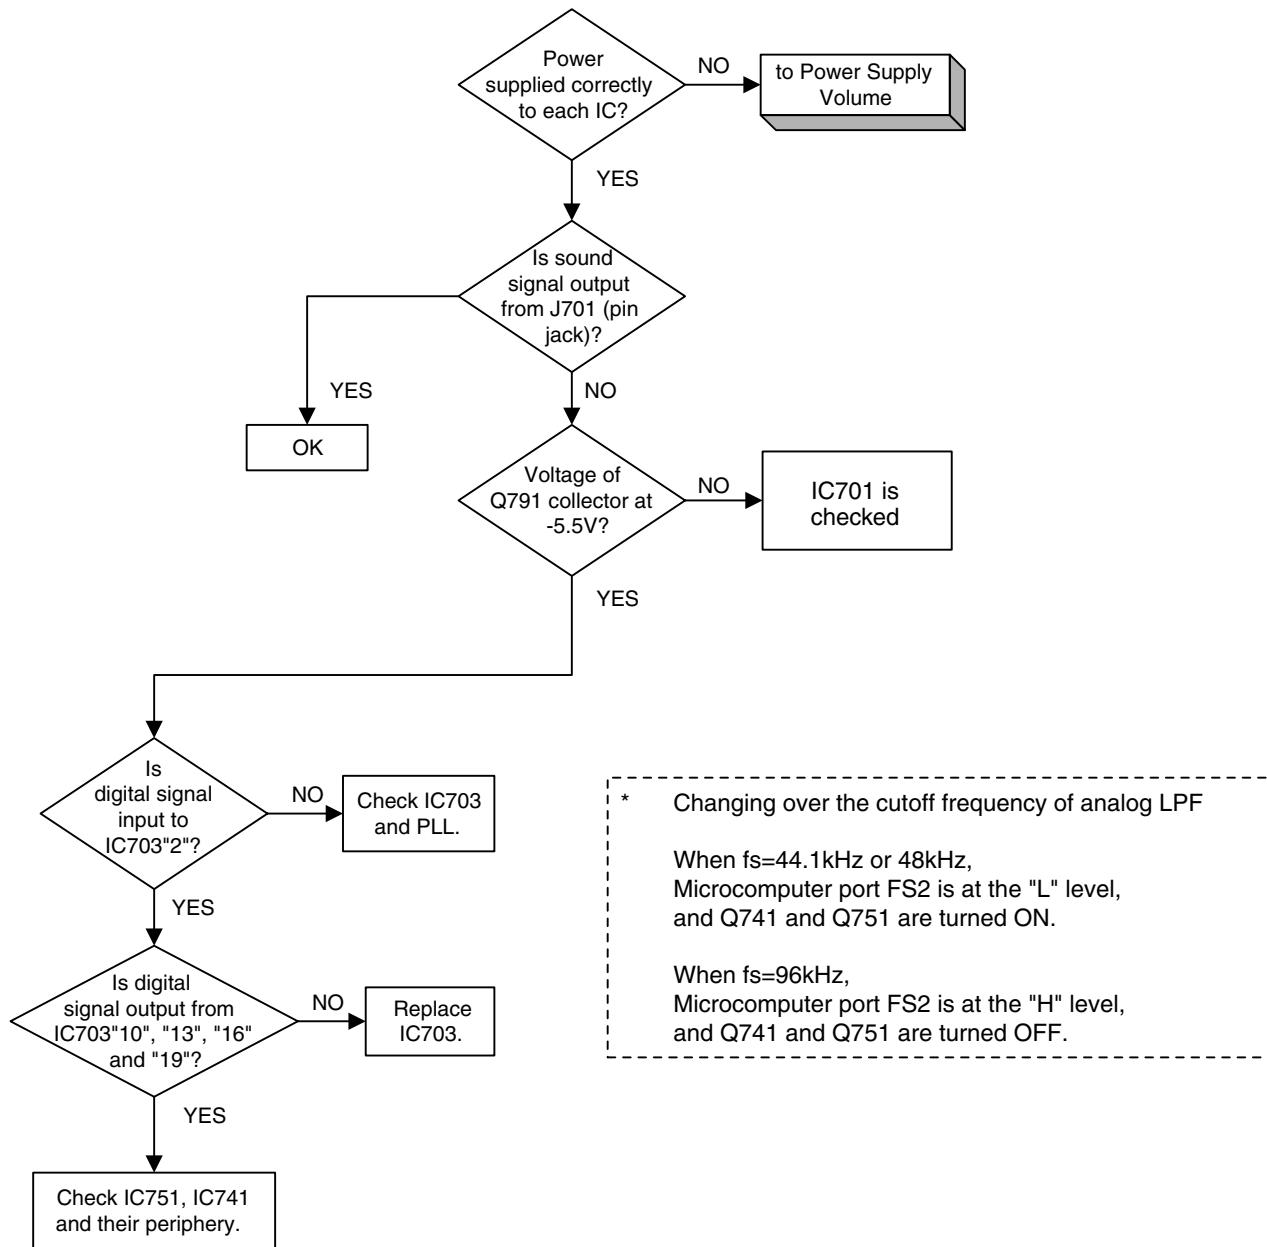 Power
supplied correctly
to each IC?
NO
to Power Supply
Volume
YES
Is sound
signal output
from J701 (pin
jack)?
YES
OK
NO
Voltage of
Q791 collector at
-5.5V?
NO
IC701 is
checked
YES
Is
digital signal
input to
IC703"2"?
NO
Check IC703
and PLL.
YES
Is digital
signal output from
IC703"10", "13", "16"
and "19"?
NO
Replace
IC703.
YES
Check IC751, IC741
and their periphery.
* Changing over the cutoff frequency of analog LPF
When fs=44.1kHz or 48kHz,
Microcomputer port FS2 is at the "L" level,
and Q741 and Q751 are turned ON.
When fs=96kHz,
Microcomputer port FS2 is at the "H" level,
and Q741 and Q751 are turned OFF.